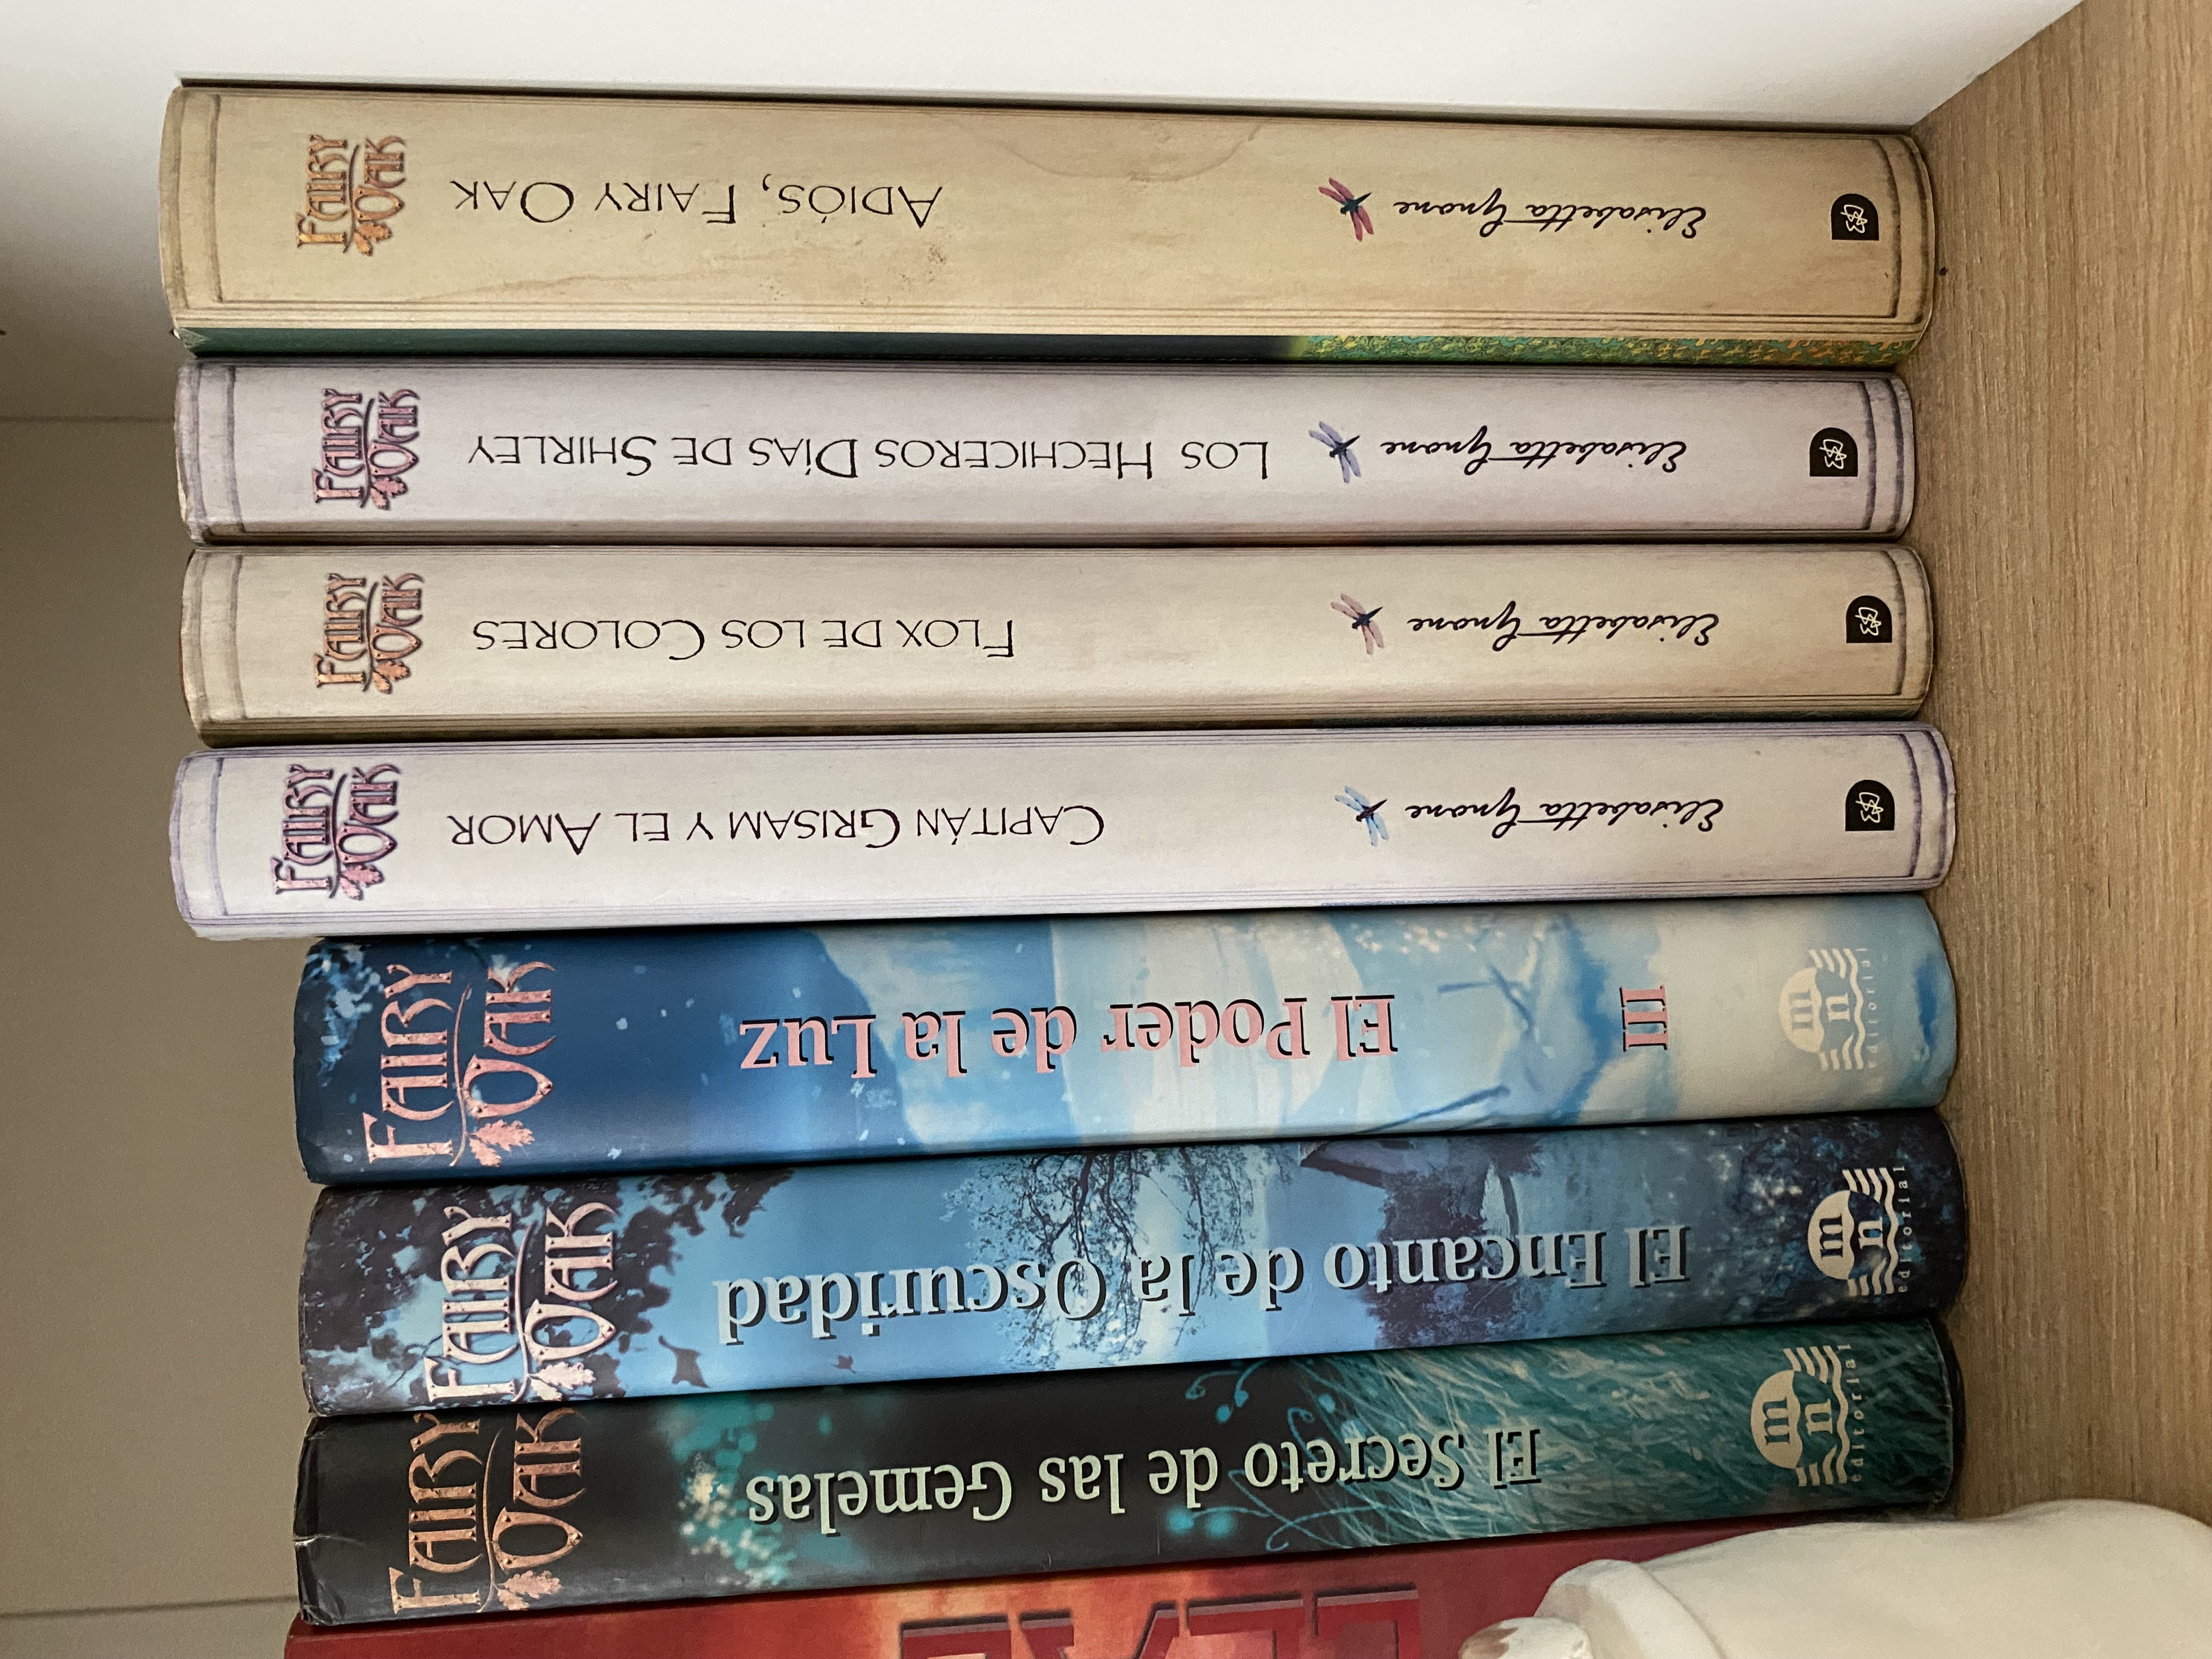 FAIRY
OAK
El Secreto de las Gemelas
m
n
editorial
FAIRY
OAK
El Encanto de la Oscuridad
m
n
editorial
FAIRY
OAK
El Poder de la Luz
III
m
n
editorial
FAIRY
OAK
CAPITÁN GRISAM Y EL AMOR
Elisabetta Gnone
FAIRY
OAK
FLOX DE LOS COLORES
Elisabetta Gnone
FAIRY
OAK
LOS HECHICEROS DÍAS DE SHIRLEY
Elisabetta Gnone
FAIRY
OAK
ADIÓS, FAIRY OAK
Elisabetta Gnone